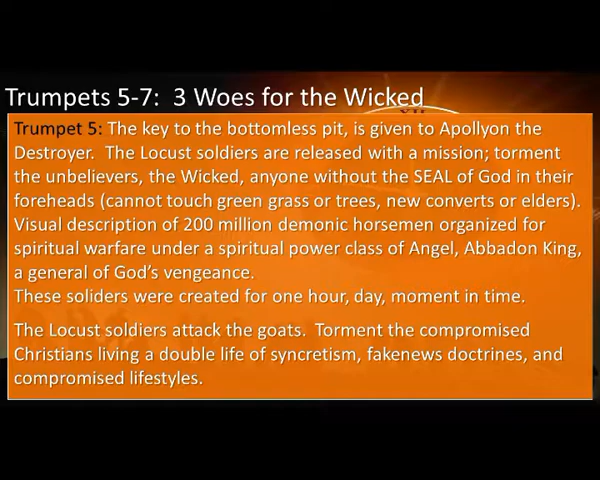 Trumpets 5-7:  3 Woes for the Wicked
Trumpet 5: The key to the bottomless pit, is given to Apollyon the
Destroyer.  The Locust soldiers are released with a mission; torment
the unbelievers, the Wicked, anyone without the SEAL of God in their
foreheads (cannot touch green grass or trees, new converts or elders).
Visual description of 200 million demonic horsemen organized for
spiritual warfare under a spiritual power class of Angel, Abbadon King,
a general of God's vengeance.
These soliders were created for one hour, day, moment in time.
The Locust soldiers attack the goats.  Torment the compromised
Christians living a double life of syncretism, fakenews doctrines, and
compromised lifestyles.